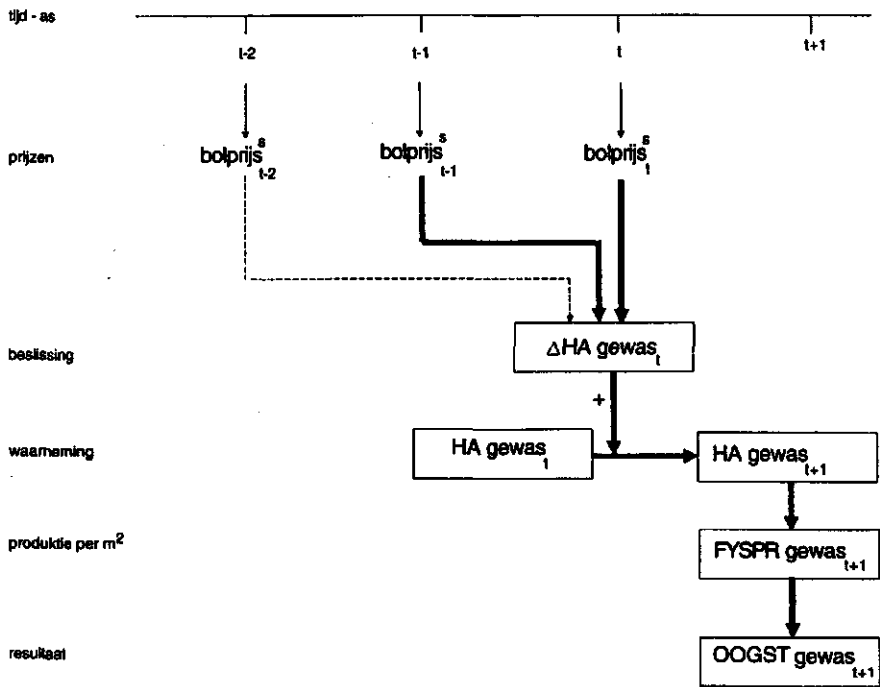 tijd - as
t-2 t-1 t t+1
prijzen bolprijs^s_t-2 bolprijs^s_t-1 bolprijs^s_t
beslissing ΔHA gewas_t
+
waarneming HA gewas_t HA gewas_t+1
produktie per m² FYSPR gewas_t+1
resultaat OOGST gewas_t+1